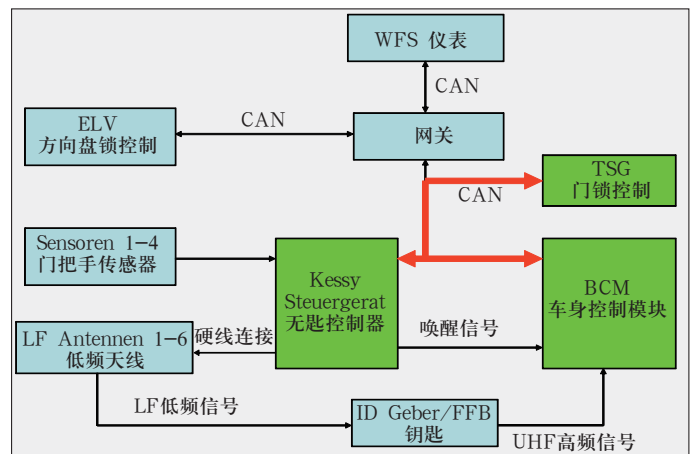 WFS 仪表
CAN
ELV
方向盘锁控制
CAN
网关
TSG
门锁控制
CAN
Sensoren 1-4
门把手传感器
Kessy
Steuergerat
无匙控制器
BCM
车身控制模块
LF Antennen 1-6
低频天线
硬线连接
唤醒信号
LF低频信号
ID Geber/FFB
钥匙
UHF高频信号